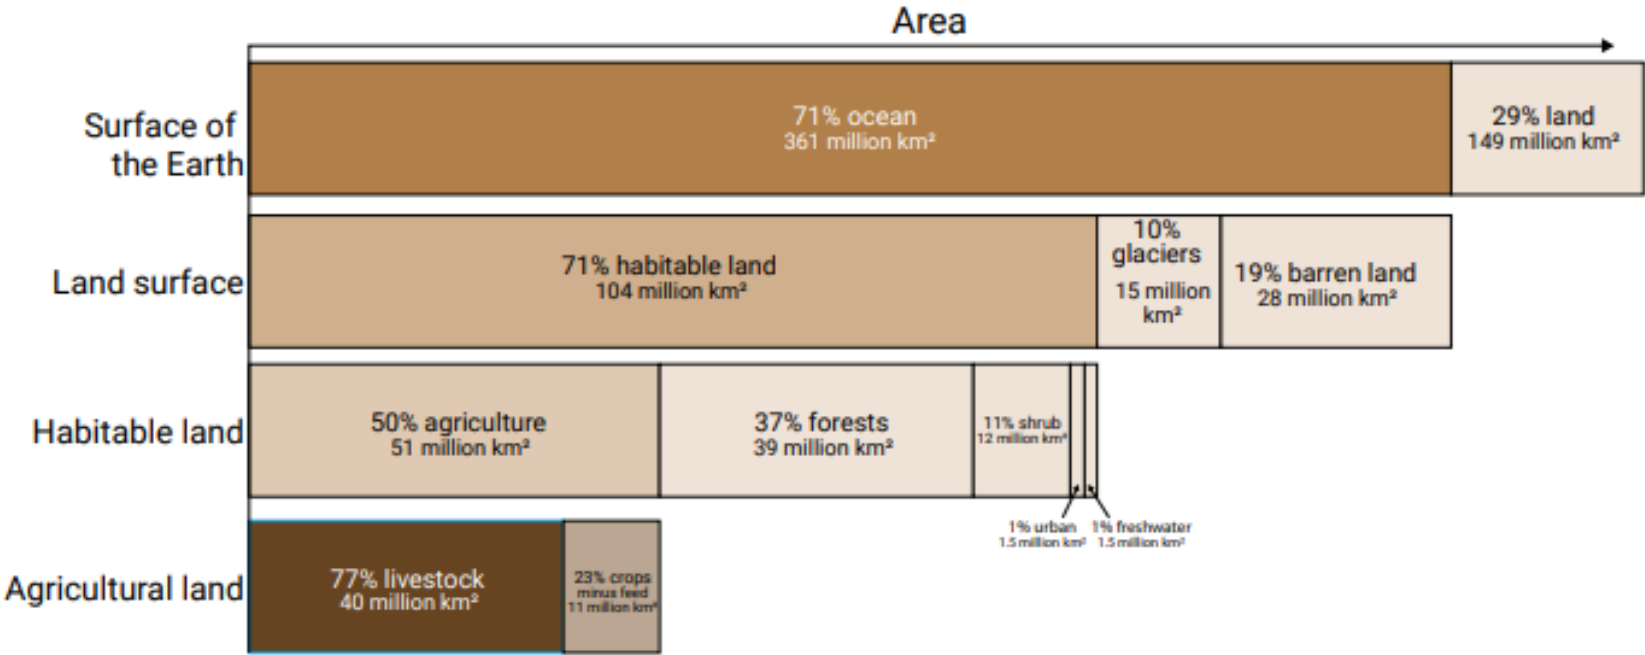 Area
Surface of
the Earth
71% ocean
361 million km²
29% land
149 million km²
Land surface
71% habitable land
104 million km²
10%
glaciers
15 million
km²
19% barren land
28 million km²
Habitable land
50% agriculture
51 million km²
37% forests
39 million km²
11% shrub
12 million km²
1% urban
1.5 million km²
1% freshwater
1.5 million km²
Agricultural land
77% livestock
40 million km²
23% crops
minus feed
11 million km²